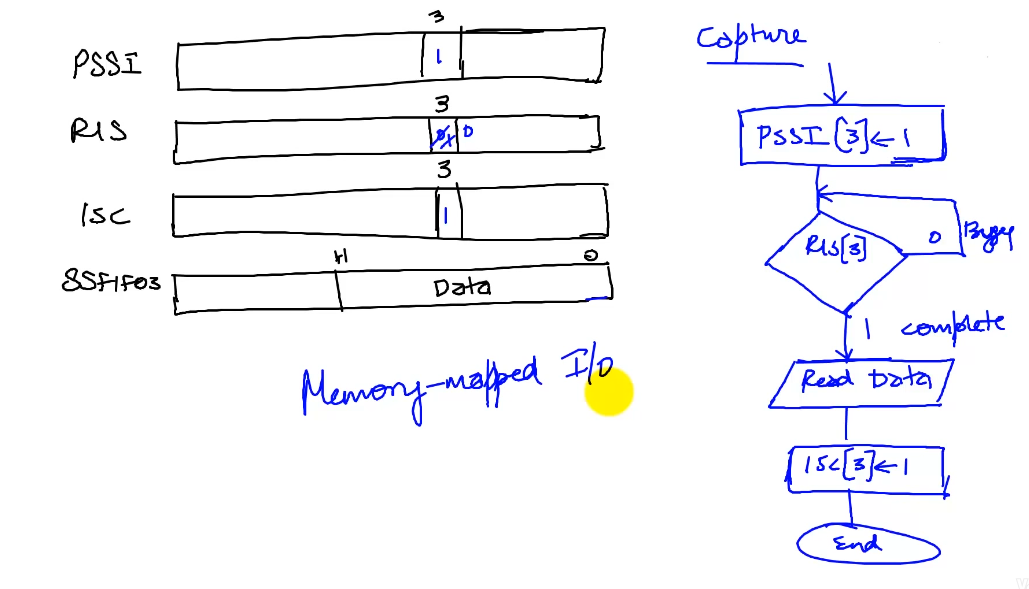 3
PSSI 1
3
RIS 0
3
ISC 1
11 0
SSFIFO3 Data
Memory-mapped I/O
Capture
PSSI[3]←1
RIS[3] 0 Busy
1 complete
Read Data
ISC[3]←1
End